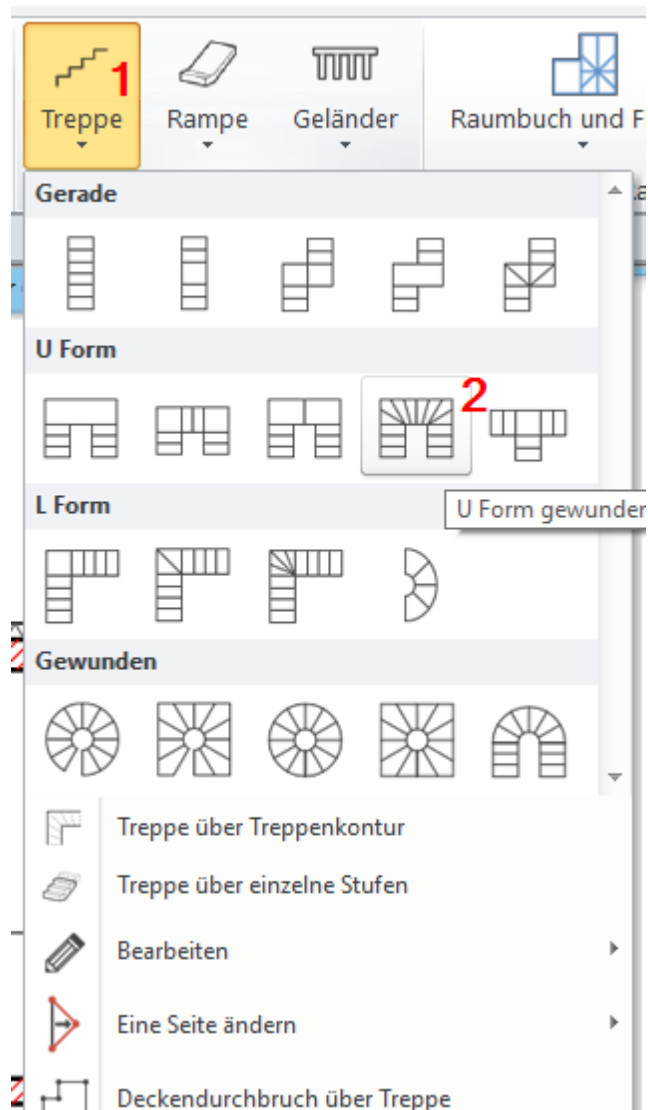 1
Treppe
Rampe
Geländer
Raumbuch und F
Gerade
U Form
2
U Form gewunden
L Form
Gewunden
Treppe über Treppenkontur
Treppe über einzelne Stufen
Bearbeiten
Eine Seite ändern
Deckendurchbruch über Treppe